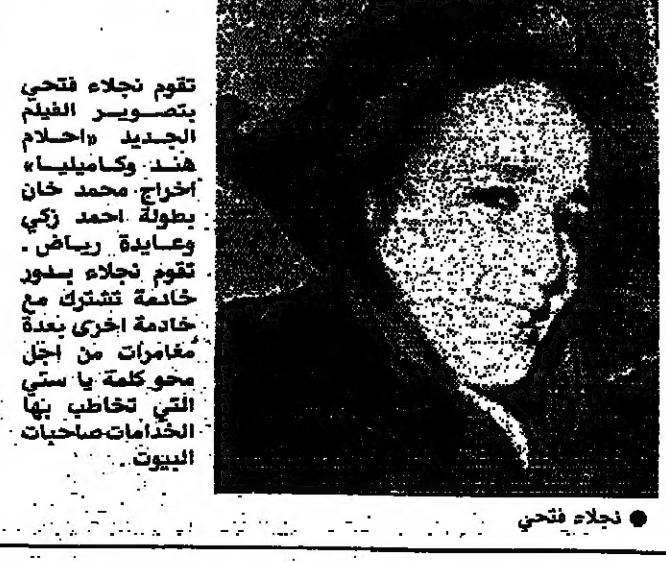 تقوم نجلاء فتحي
بتصوير الفيلم
الجديد «احلام
هند وكاميليا»
اخراج محمد خان
بطولة احمد زكي
وعايدة رياض .
تقوم نجلاء بدور
خادمة تشترك مع
خادمة اخرى بعدة
مغامرات من اجل
محو كلمة يا ستي
التي تخاطب بها
الخدامات صاحبات
البيوت .
● نجلاء فتحي